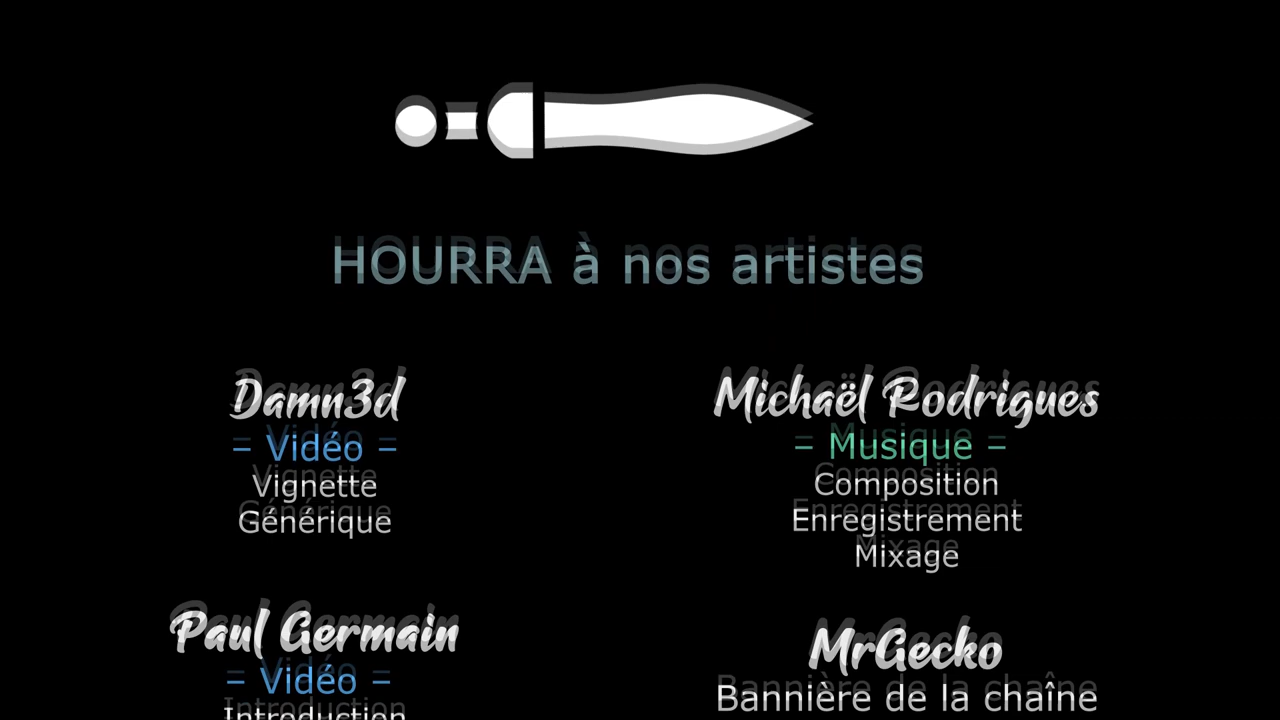 HOURRA à nos artistes
Damn3d
= Vidéo =
Vignette
Générique
Michaël Rodrigues
= Musique =
Composition
Enregistrement
Mixage
Paul Germain
= Vidéo =
Introduction
MrGecko
Bannière de la chaîne